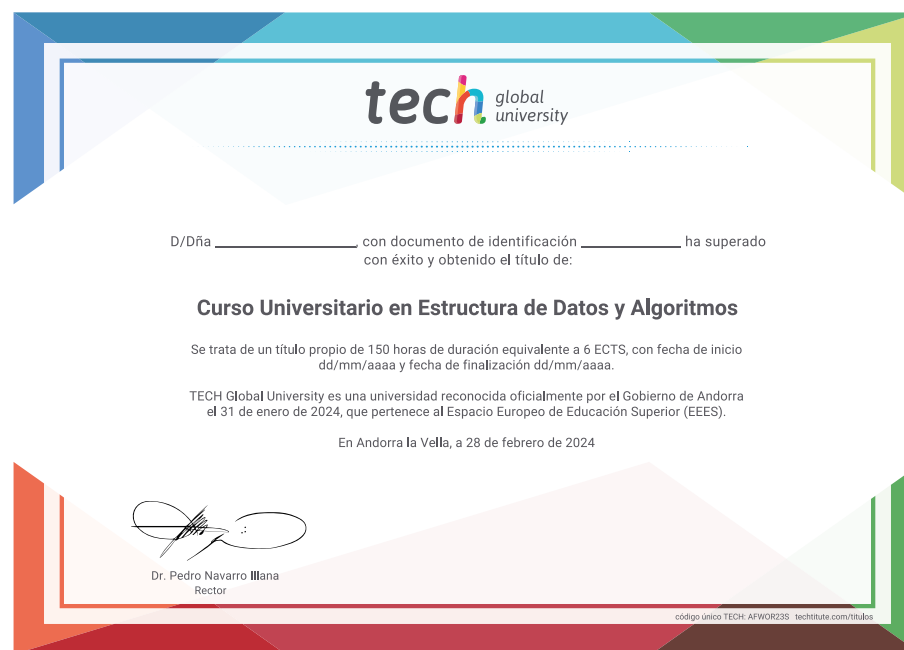 tech global university
D/Dña ______________, con documento de identificación __________ ha superado
con éxito y obtenido el título de:
Curso Universitario en Estructura de Datos y Algoritmos
Se trata de un título propio de 150 horas de duración equivalente a 6 ECTS, con fecha de inicio
dd/mm/aaaa y fecha de finalización dd/mm/aaaa.
TECH Global University es una universidad reconocida oficialmente por el Gobierno de Andorra
el 31 de enero de 2024, que pertenece al Espacio Europeo de Educación Superior (EEES).
En Andorra la Vella, a 28 de febrero de 2024
Dr. Pedro Navarro Illana
Rector
código único TECH: AFWOR23S techtitute.com/titulos